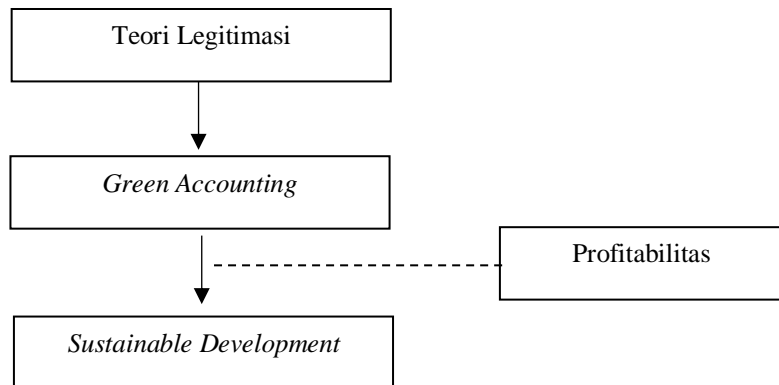 Teori Legitimasi
Green Accounting
Profitabilitas
Sustainable Development